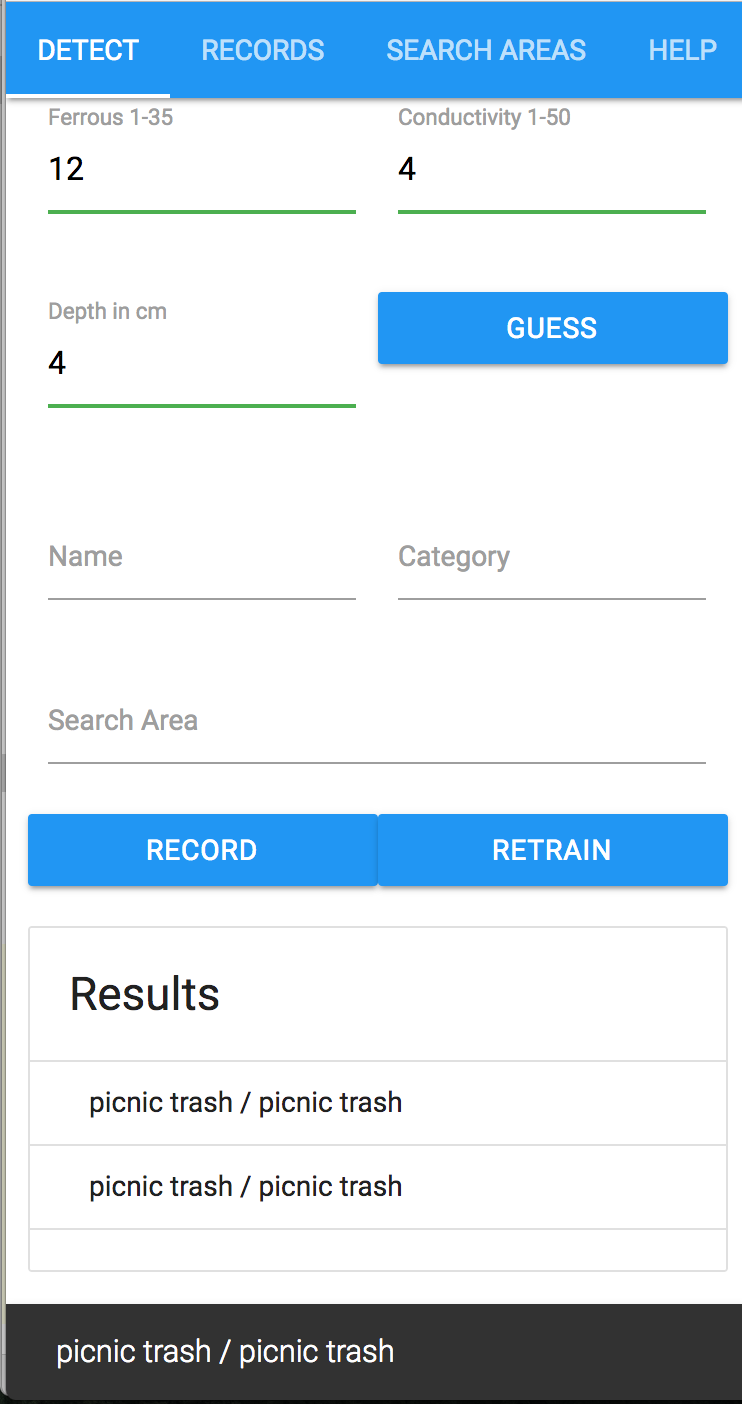 DETECT RECORDS SEARCH AREAS HELP
Ferrous 1-35 Conductivity 1-50
12 4
Depth in cm
4
GUESS
Name Category
Search Area
RECORD RETRAIN
Results
picnic trash / picnic trash
picnic trash / picnic trash
picnic trash / picnic trash